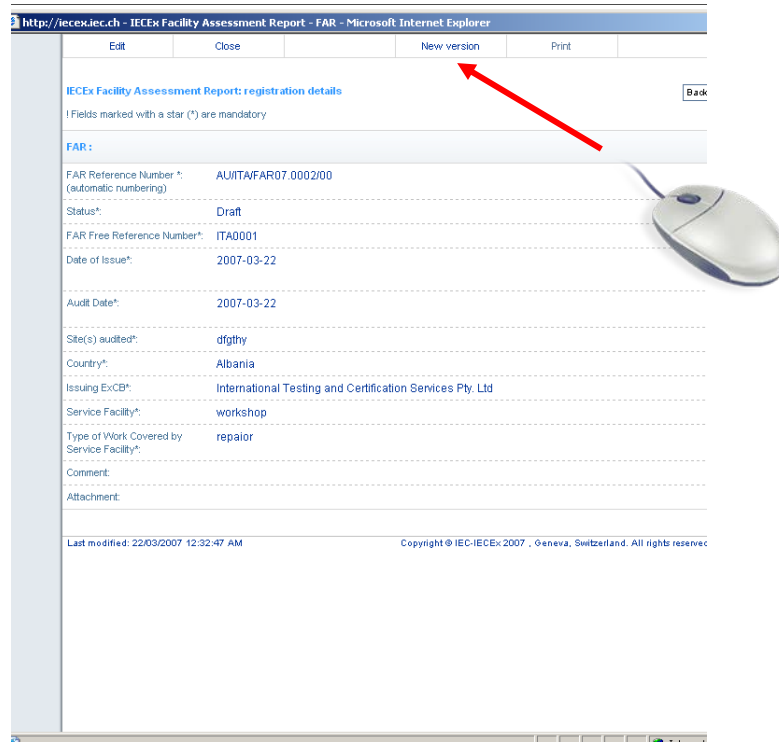 http://iecex.iec.ch - IECEx Facility Assessment Report - FAR - Microsoft Internet Explorer
Edit Close New version Print
IECEx Facility Assessment Report: registration details Back
! Fields marked with a star (*) are mandatory
FAR :
FAR Reference Number *: AU/ITA/FAR07.0002/00
(automatic numbering)
Status*: Draft
FAR Free Reference Number*: ITA0001
Date of Issue*: 2007-03-22
Audit Date*: 2007-03-22
Site(s) audited*: dfgthy
Country*: Albania
Issuing ExCB*: International Testing and Certification Services Pty. Ltd
Service Facility*: workshop
Type of Work Covered by repaior
Service Facility*:
Comment:
Attachment:
Last modified: 22/03/2007 12:32:47 AM Copyright © IEC-IECEx 2007 , Geneva, Switzerland. All rights reserved